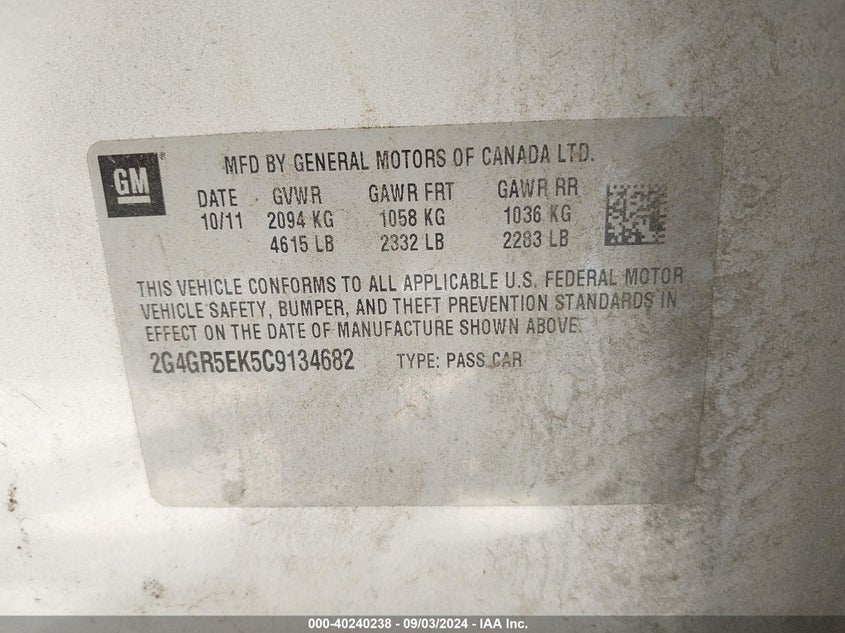 GM ®
MFD BY GENERAL MOTORS OF CANADA LTD.
DATE GVWR GAWR FRT GAWR RR
10/11 2094 KG 1058 KG 1036 KG
4615 LB 2332 LB 2283 LB
THIS VEHICLE CONFORMS TO ALL APPLICABLE U.S. FEDERAL MOTOR
VEHICLE SAFETY, BUMPER, AND THEFT PREVENTION STANDARDS IN
EFFECT ON THE DATE OF MANUFACTURE SHOWN ABOVE.
2G4GR5EK5C9134682 TYPE: PASS CAR
000-40240238 - 09/03/2024 - IAA Inc.